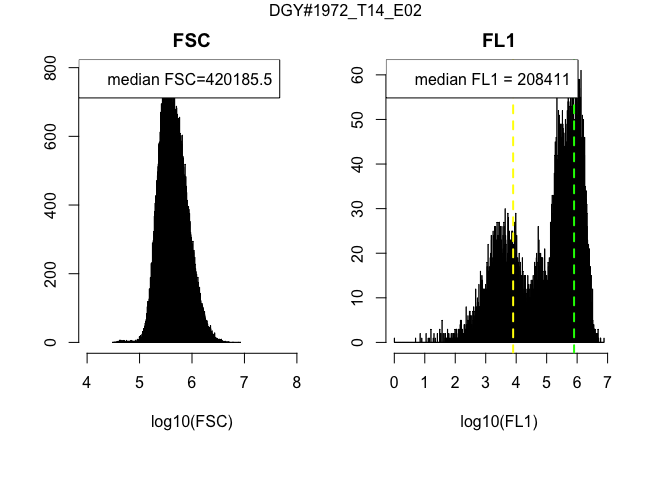 DGY#1972_T14_E02
FSC
median FSC=420185.5
0
200
400
600
800
4 5 6 7 8
log10(FSC)
FL1
median FL1 = 208411
0
10
20
30
40
50
60
0 1 2 3 4 5 6 7
log10(FL1)